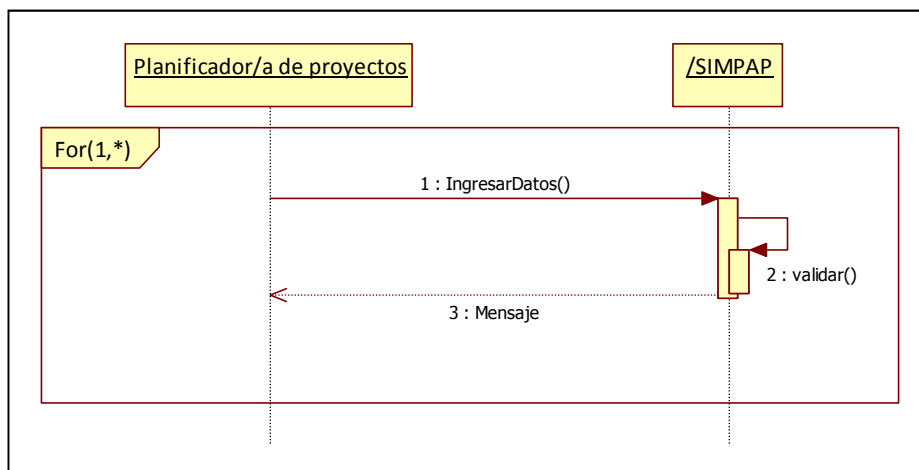 Planificador/a de proyectos
/SIMPAP
For(1,*)
1 : IngresarDatos()
2 : validar()
3 : Mensaje